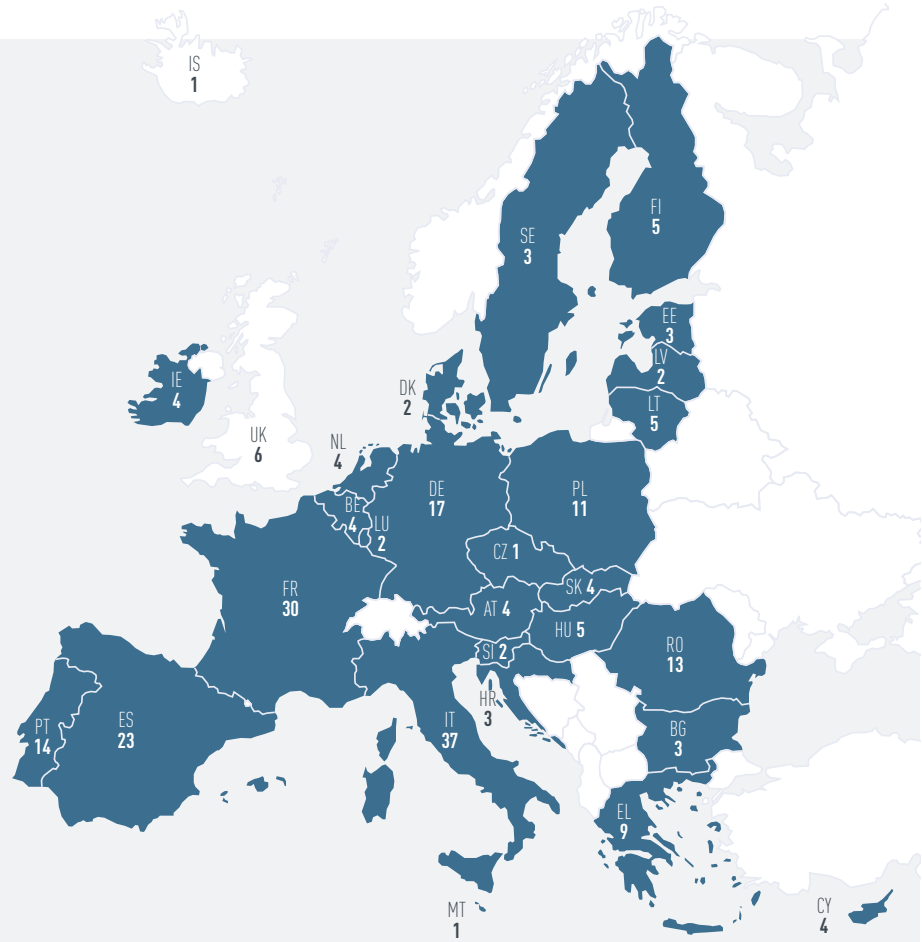 IS
1
FI
5
SE
3
EE
3
LV
2
LT
5
IE
4
DK
2
UK
6
NL
4
BE
4
LU
2
DE
17
PL
11
CZ 1
SK 4
AT 4
HU 5
SI 2
FR
30
RO
13
HR
3
PT
14
ES
23
IT
37
BG
3
EL
9
MT
1
CY
4